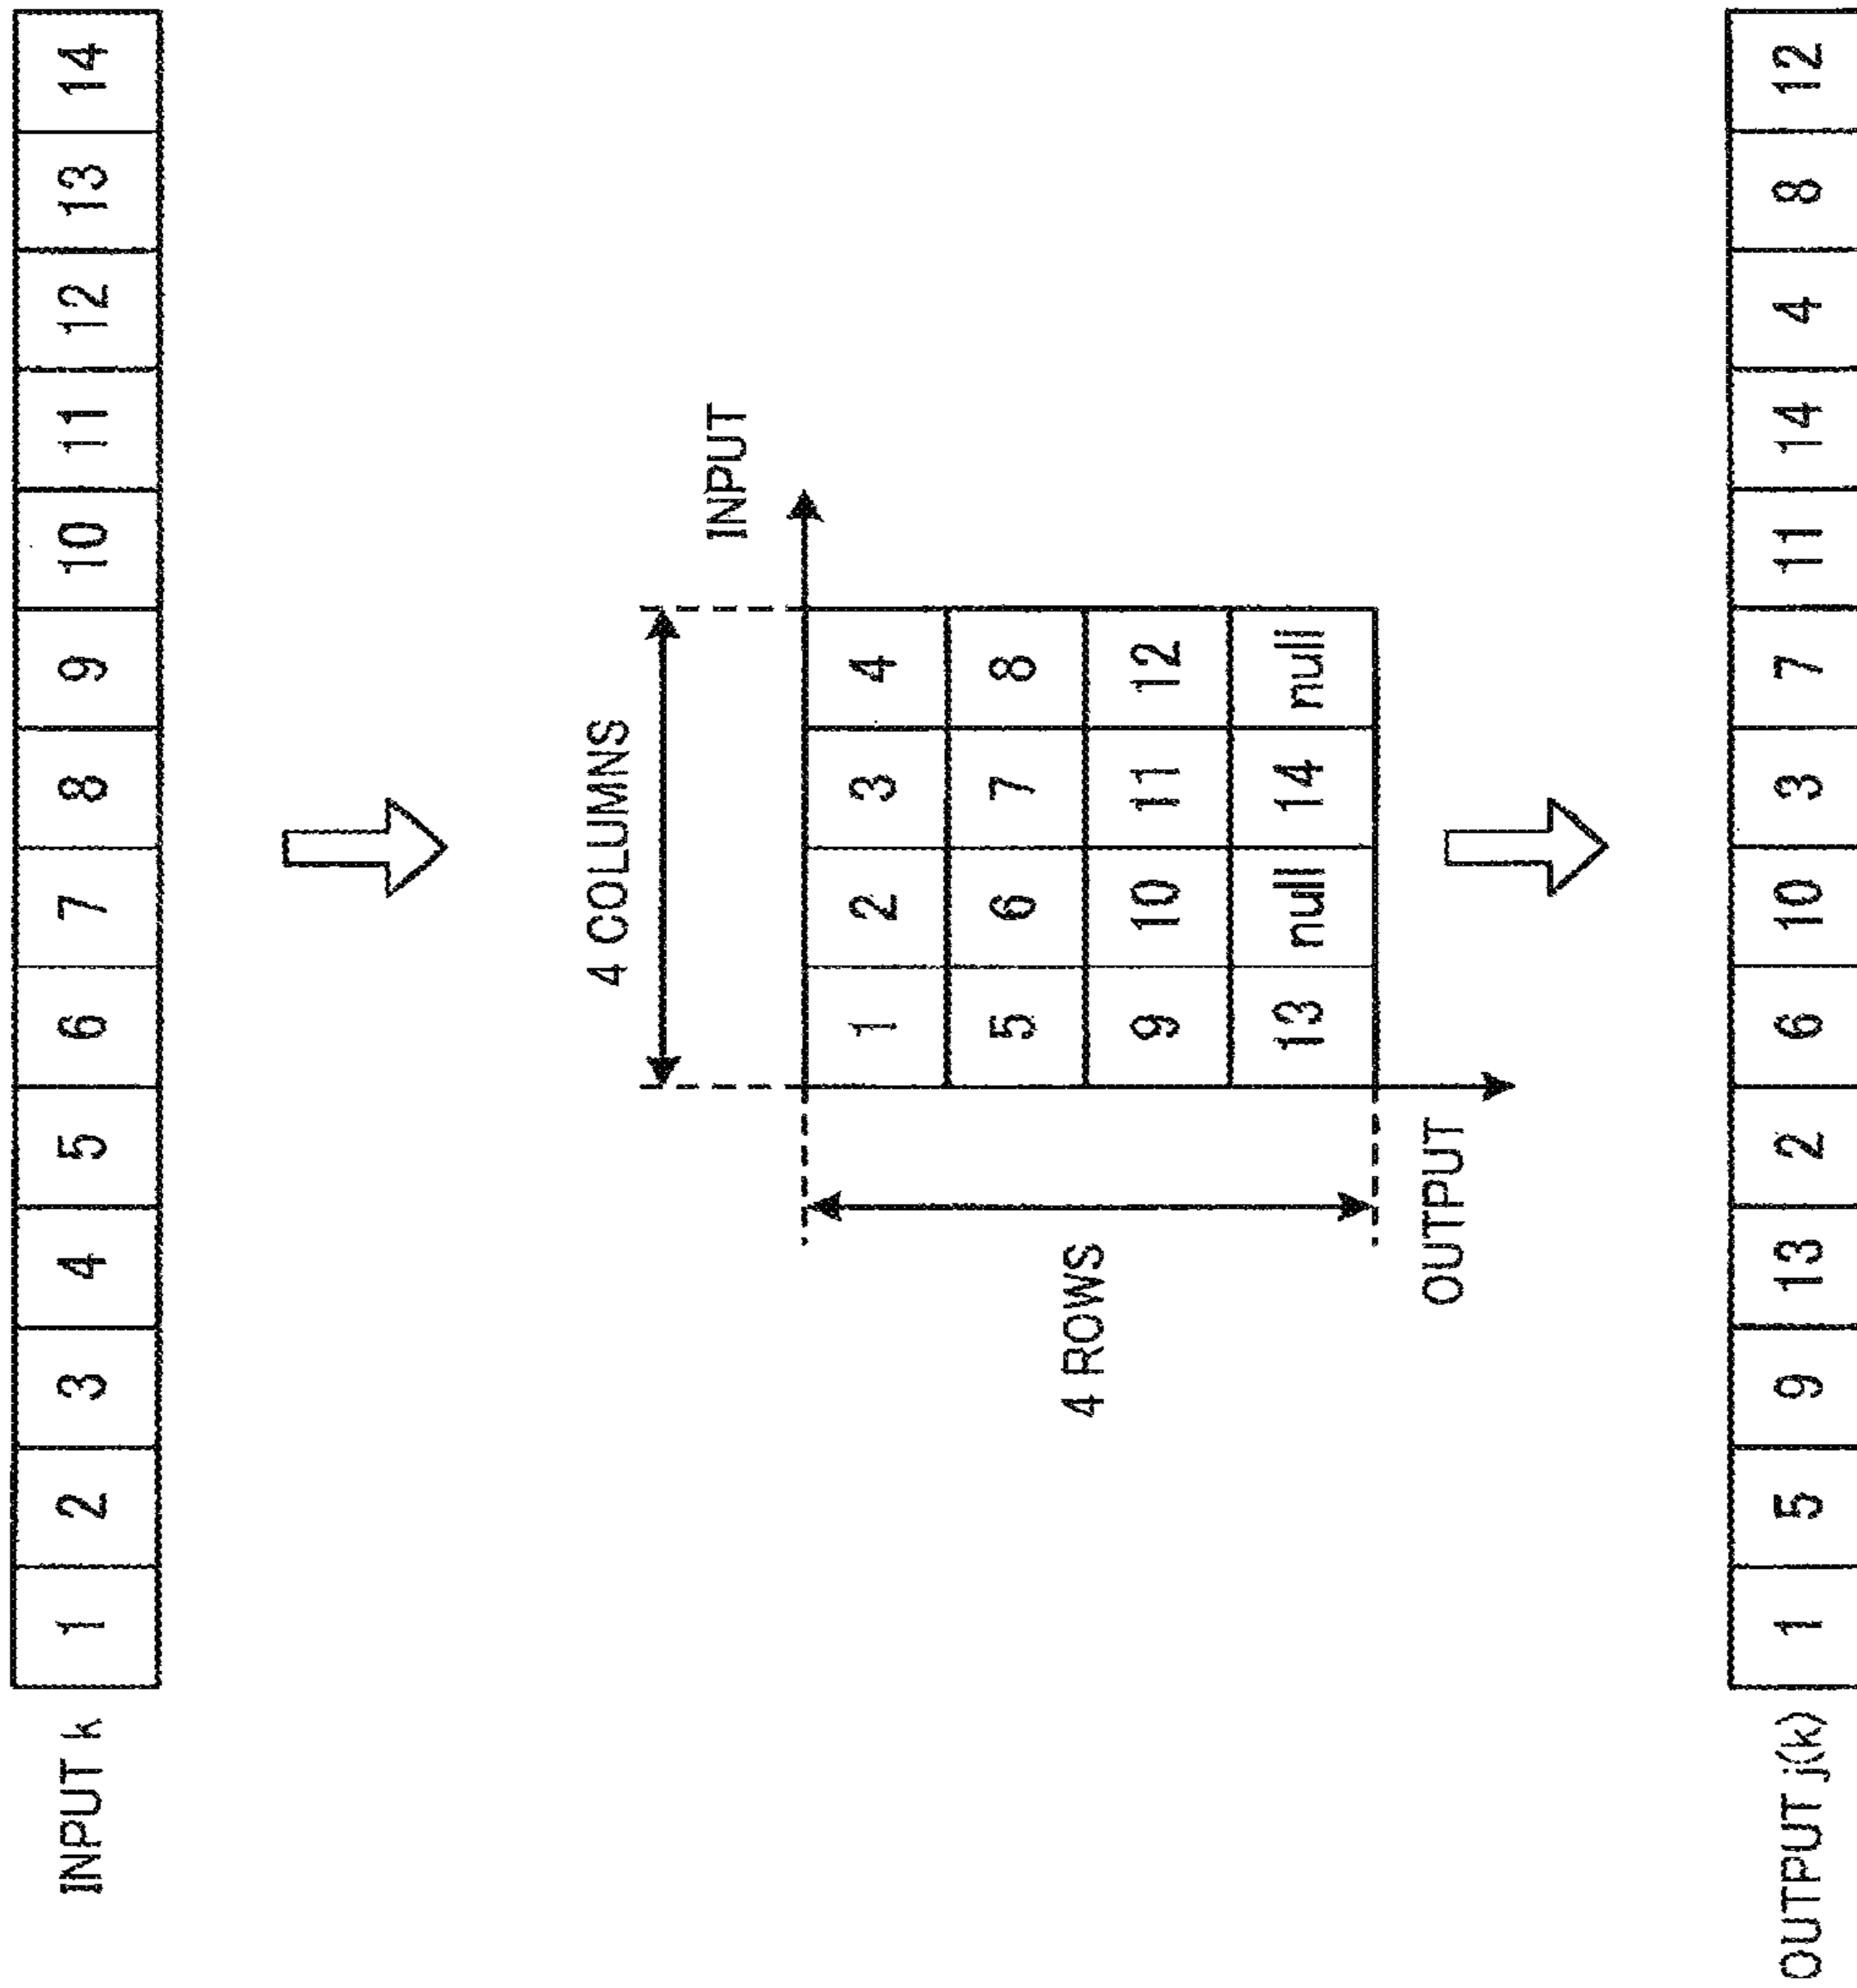 INPUT k 1 2 3 4 5 6 7 8 9 10 11 12 13 14
4 COLUMNS
INPUT
4 ROWS
1 2 3 4
5 6 7 8
9 10 11 12
13 null 14 null
OUTPUT
OUTPUT j(k) 1 5 9 13 2 6 10 3 7 11 14 4 8 12